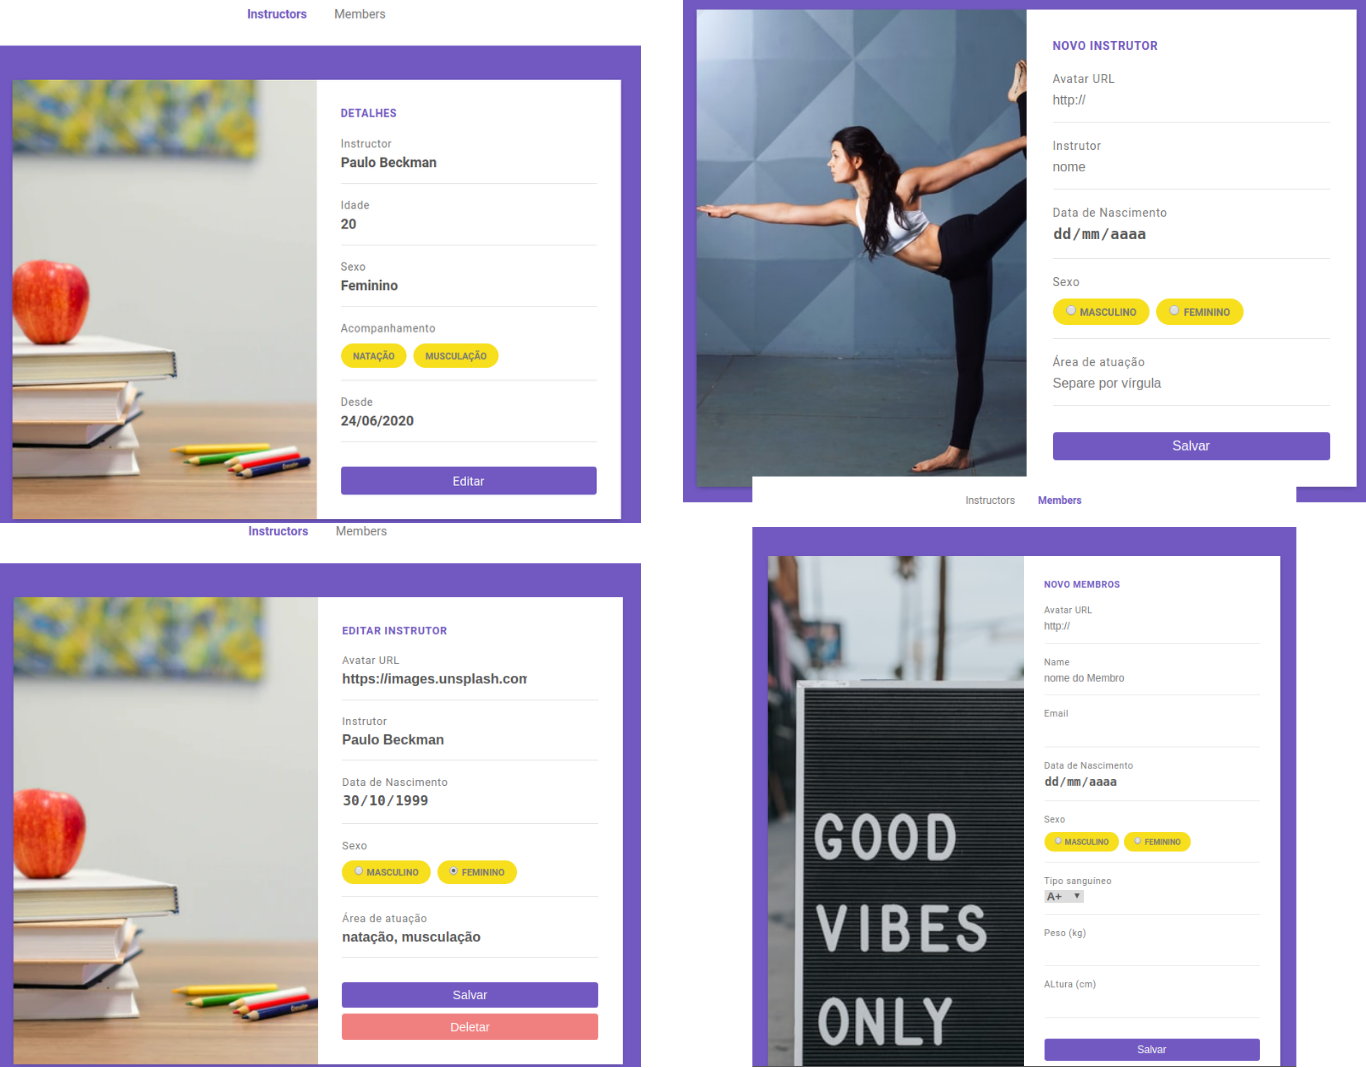 Instructors Members
DETALHES
Instructor
Paulo Beckman
Idade
20
Sexo
Feminino
Acompanhamento
NATAÇÃO MUSCULAÇÃO
Desde
24/06/2020
Editar
NOVO INSTRUTOR
Avatar URL
http://
Instrutor
nome
Data de Nascimento
dd/mm/aaaa
Sexo
MASCULINO FEMININO
Área de atuação
Separe por vírgula
Salvar
Instructors Members
EDITAR INSTRUTOR
Avatar URL
https://images.unsplash.com
Instrutor
Paulo Beckman
Data de Nascimento
30/10/1999
Sexo
MASCULINO FEMININO
Área de atuação
natação, musculação
Salvar
Deletar
Instructors Members
GOOD
VIBES
ONLY
NOVO MEMBROS
Avatar URL
http://
Name
nome do Membro
Email
Data de Nascimento
dd/mm/aaaa
Sexo
MASCULINO FEMININO
Tipo sanguíneo
A+
Peso (kg)
ALtura (cm)
Salvar